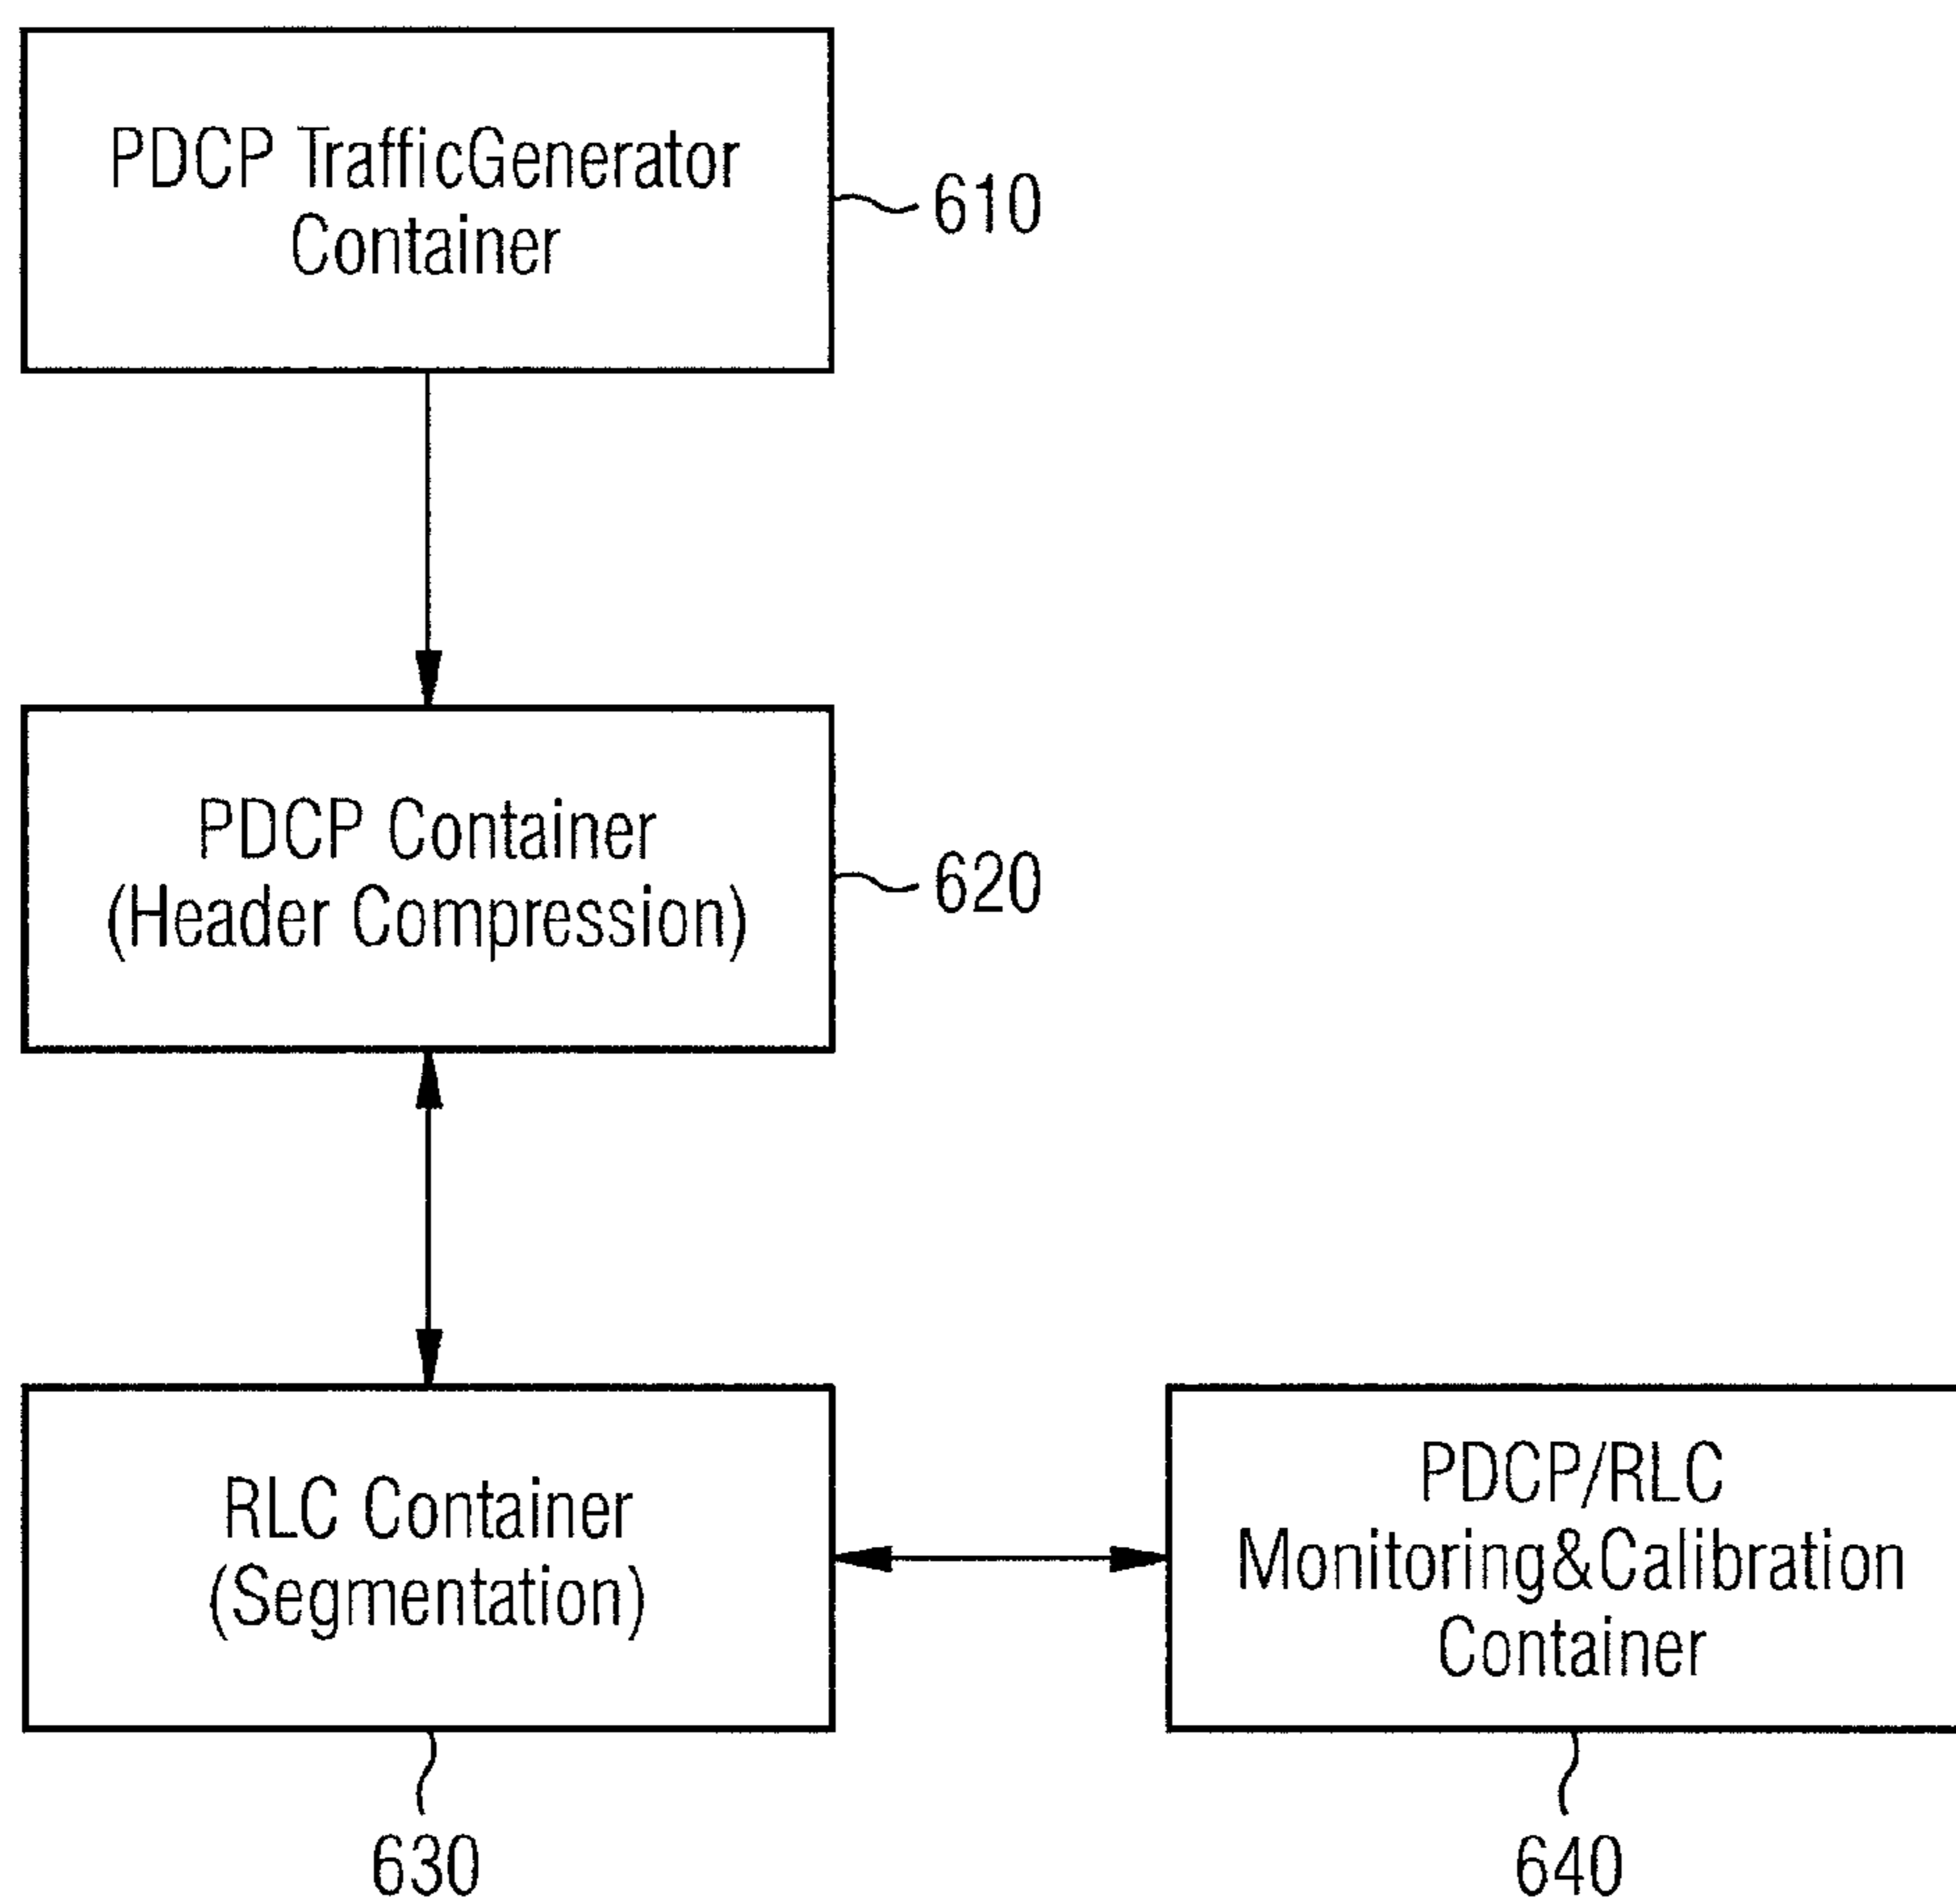 PDCP TrafficGenerator
Container
610
PDCP Container
(Header Compression)
620
RLC Container
(Segmentation)
630
PDCP/RLC
Monitoring&Calibration
Container
640